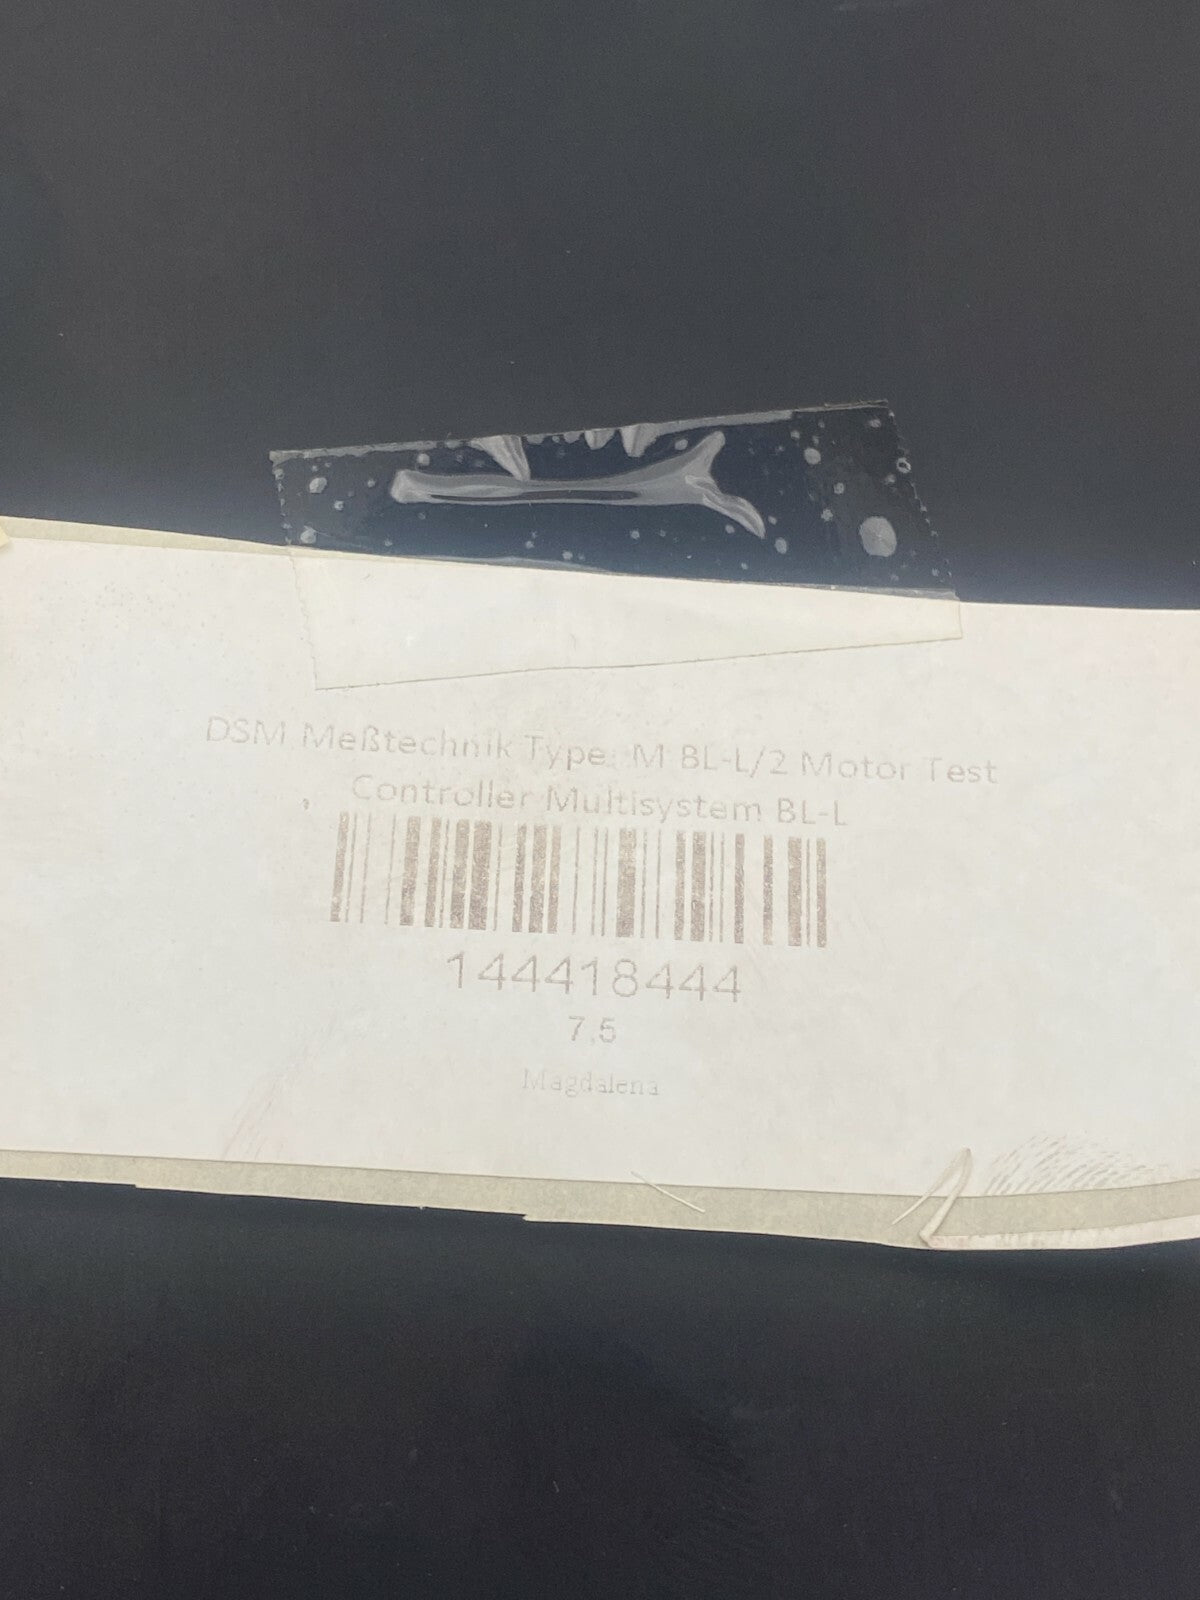 DSM Meßtechnik Type: M BL-L/2 Motor Test
Controller Multisystem BL-L
144418444
7,5
Magdalena